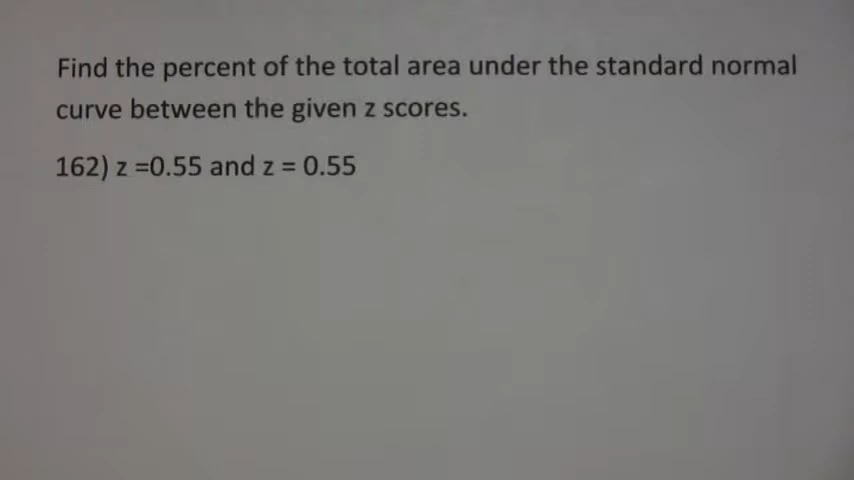 Find the percent of the total area under the standard normal
curve between the given z scores.
162) z =0.55 and z = 0.55